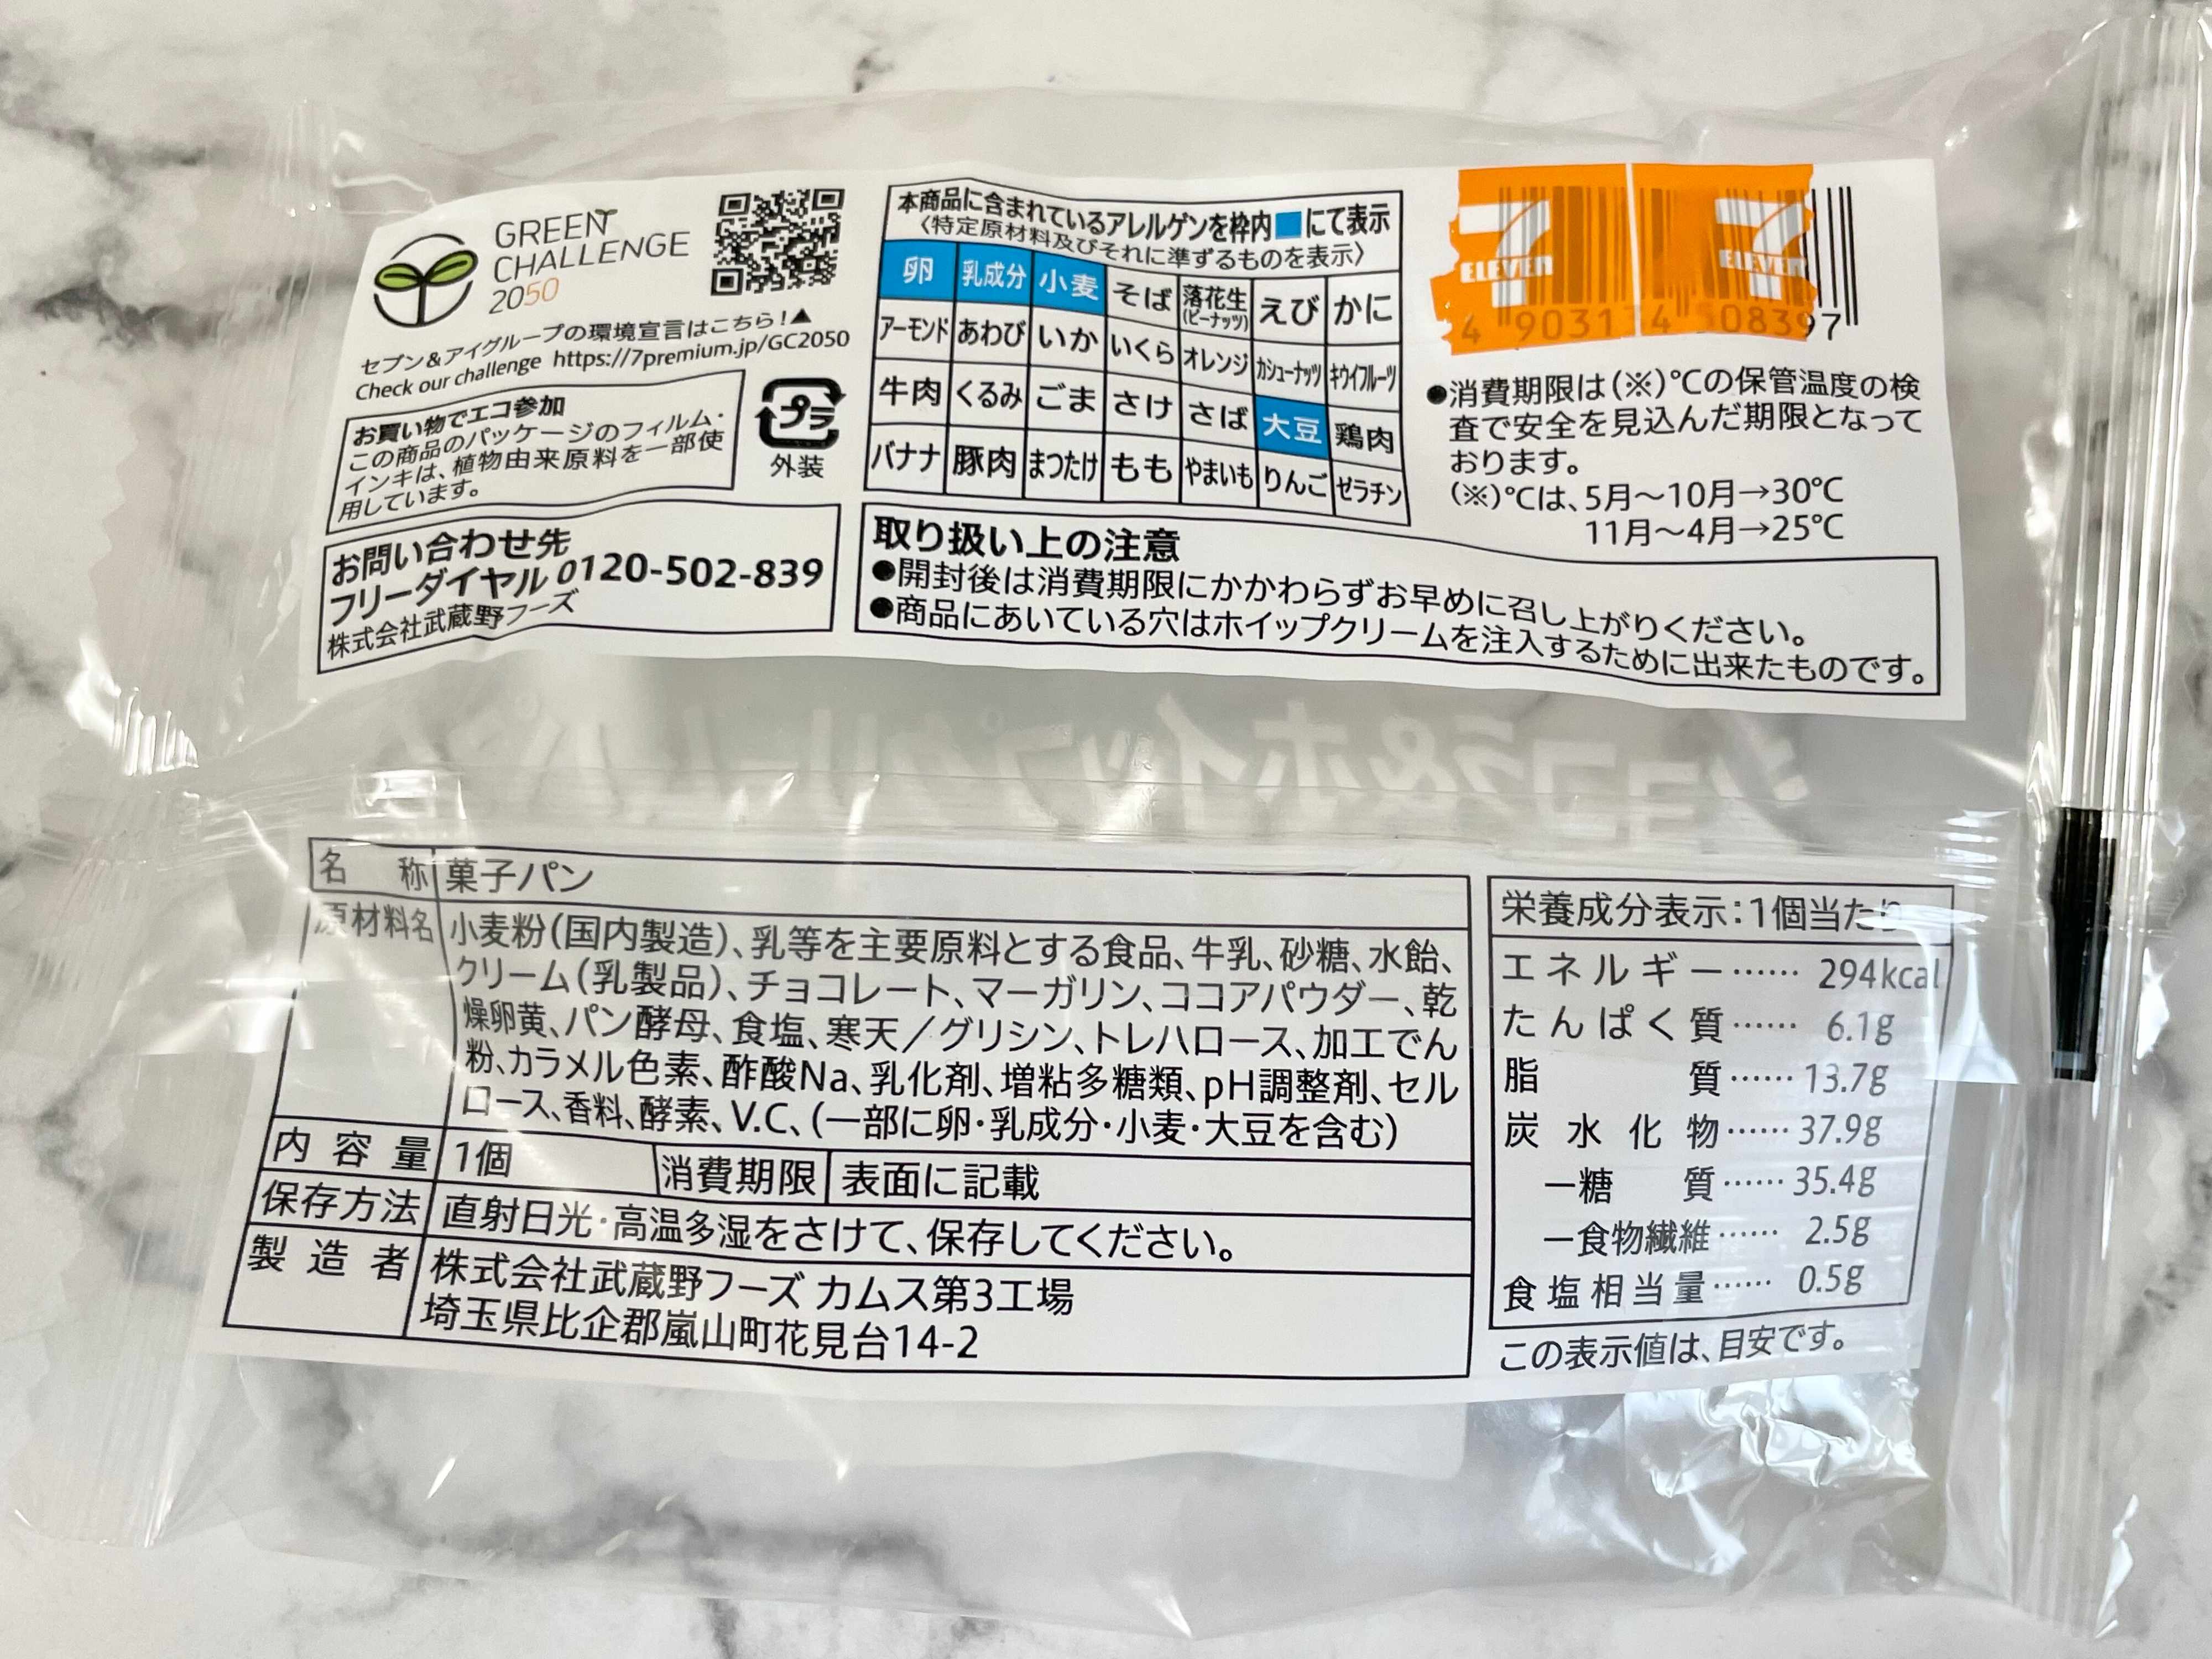 GREEN
CHALLENGE
2050
セブン&アイグループの環境宣言はこちら!▲
Check our challenge https://7premium.jp/GC2050
お買い物でエコ参加
この商品のパッケージのフィルム・
インキは、植物由来原料を一部使
用しています。
プラ
外装
お問い合わせ先
フリーダイヤル 0120-502-839
株式会社武蔵野フーズ
本商品に含まれているアレルゲンを枠内■にて表示
〈特定原材料及びそれに準ずるものを表示〉
卵 乳成分 小麦 そば 落花生(ピーナッツ) えび かに
アーモンド あわび いか いくら オレンジ カシューナッツ キウイフルーツ
牛肉 くるみ ごま さけ さば 大豆 鶏肉
バナナ 豚肉 まつたけ もも やまいも りんご ゼラチン
取り扱い上の注意
●開封後は消費期限にかかわらずお早めに召し上がりください。
●商品にあいている穴はホイップクリームを注入するために出来たものです。
ELEVEN ELEVEN
●消費期限は(※)℃の保管温度の検
査で安全を見込んだ期限となって
おります。
(※)℃は、5月〜10月→30℃
11月〜4月→25℃
ショコラ&ホイップクリームパン
名 称 菓子パン
原材料名 小麦粉(国内製造)、乳等を主要原料とする食品、牛乳、砂糖、水飴、
クリーム(乳製品)、チョコレート、マーガリン、ココアパウダー、乾
燥卵黄、パン酵母、食塩、寒天/グリシン、トレハロース、加工でん
粉、カラメル色素、酢酸Na、乳化剤、増粘多糖類、pH調整剤、セル
ロース、香料、酵素、V.C、(一部に卵・乳成分・小麦・大豆を含む)
内容量 1個 消費期限 表面に記載
保存方法 直射日光・高温多湿をさけて、保存してください。
製造者 株式会社武蔵野フーズ カムス第3工場
埼玉県比企郡嵐山町花見台14-2
栄養成分表示:1個当たり
エネルギー…… 294kcal
たんぱく質…… 6.1g
脂質…… 13.7g
炭水化物…… 37.9g
ー糖質…… 35.4g
ー食物繊維…… 2.5g
食塩相当量…… 0.5g
この表示値は、目安です。